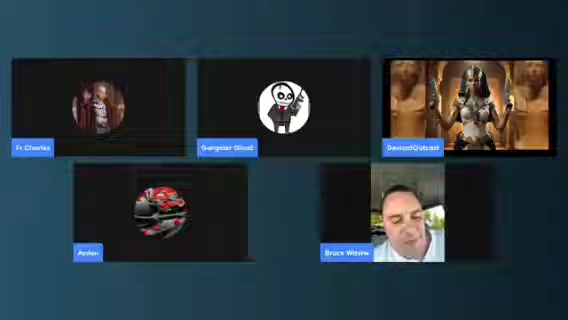 Fr Charles
Gangster Ghost
DeviantOutcast
Arden
Bruce Wayne